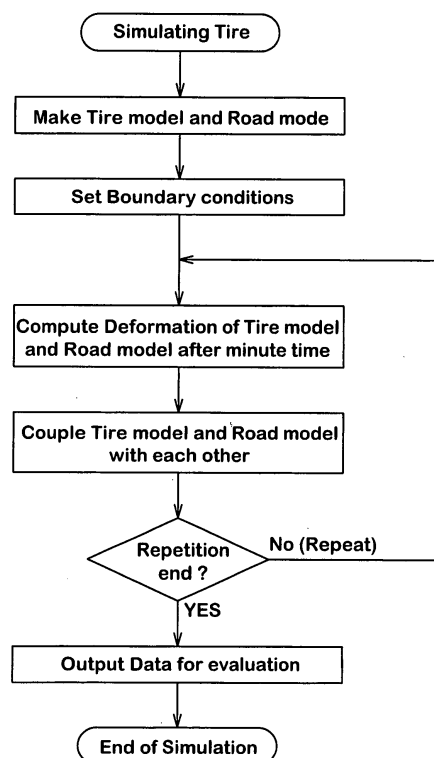 Simulating Tire
Make Tire model and Road mode
Set Boundary conditions
Compute Deformation of Tire model
and Road model after minute time
Couple Tire model and Road model
with each other
Repetition
end ?
No (Repeat)
YES
Output Data for evaluation
End of Simulation